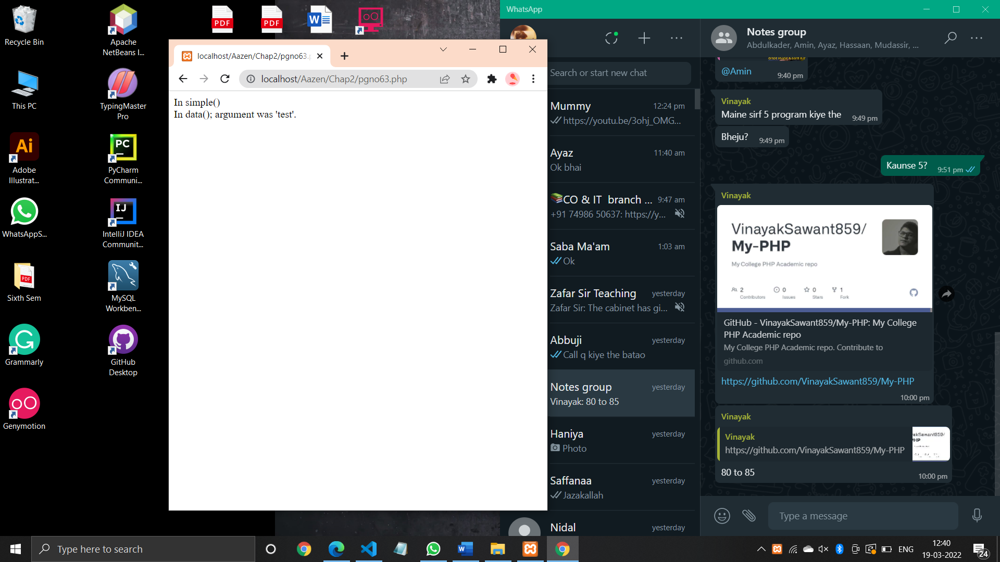 Recycle Bin
This PC
Adobe
Illustrat...
WhatsAppS...
Sixth Sem
Grammarly
Genymotion
Apache
NetBeans I...
TypingMaster
Pro
PyCharm
Communi...
IntelliJ IDEA
Communit...
MySQL
Workben...
GitHub
Desktop
PDF
PDF
localhost/Aazen/Chap2/pgno63.p
localhost/Aazen/Chap2/pgno63.php
In simple()
In data(); argument was 'test'.
WhatsApp
Search or start new chat
Mummy 12:24 pm
https://youtu.be/3ohj_OMG...
Ayaz 11:40 am
Ok bhai
CO & IT branch ... 9:47 am
+91 74986 50637: https://y...
Saba Ma'am 1:03 am
Ok
Zafar Sir Teaching yesterday
Zafar Sir: The cabinet has gi...
Abbuji yesterday
Call q kiye the batao
Notes group yesterday
Vinayak: 80 to 85
Haniya yesterday
Photo
Saffanaa yesterday
Jazakallah
Nidal yesterday
Notes group
Abdulkader, Amin, Ayaz, Hassaan, Mudassir, ...
@Amin 9:40 pm
Vinayak
Maine sirf 5 program kiye the 9:49 pm
Bheju? 9:49 pm
Kaunse 5? 9:51 pm
Vinayak
VinayakSawant859/
My-PHP
My College PHP Academic repo
2 0 0 1
Contributors Issues Stars Fork
GitHub - VinayakSawant859/My-PHP: My College
PHP Academic repo
My College PHP Academic repo. Contribute to
github.com
https://github.com/VinayakSawant859/My-PHP
10:00 pm
Vinayak
Vinayak
https://github.com/VinayakSawant859/My-PHP
80 to 85
10:00 pm
Type a message
Type here to search
ENG
12:40
19-03-2022
24